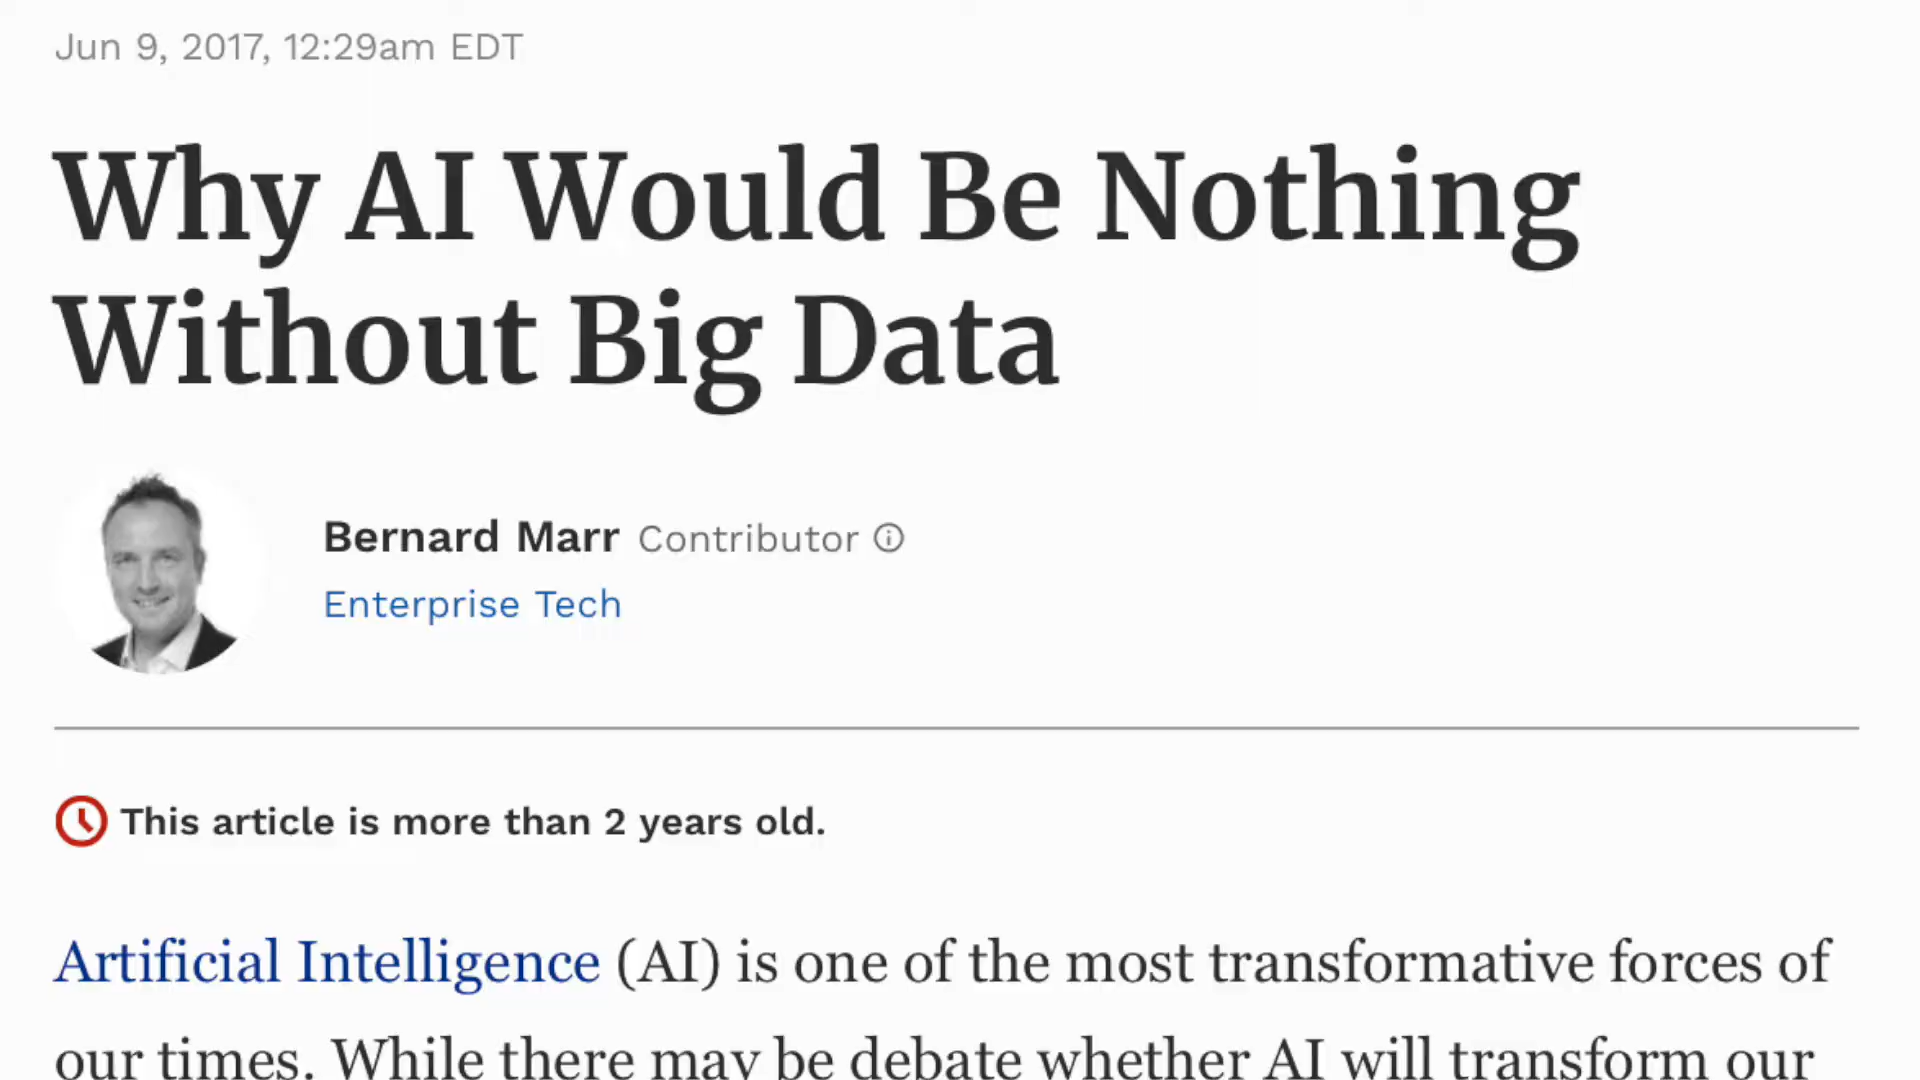 Jun 9, 2017, 12:29am EDT
Why AI Would Be Nothing
Without Big Data
Bernard Marr Contributor
Enterprise Tech
This article is more than 2 years old.
Artificial Intelligence (AI) is one of the most transformative forces of
our times. While there may be debate whether AI will transform our